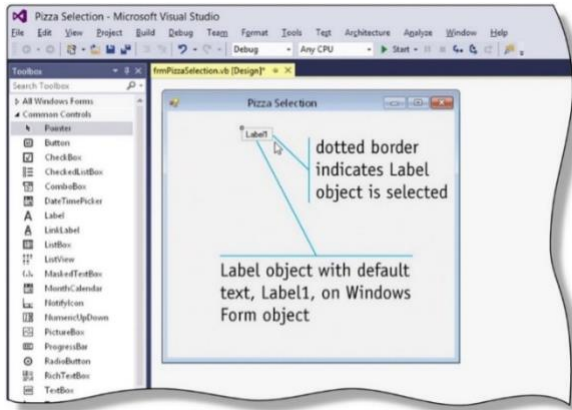 Pizza Selection - Microsoft Visual Studio
File Edit View Project Build Debug Team Format Tools Test Architecture Analyze Window Help
Debug Any CPU Start
Toolbox
frmPizzaSelection.vb [Design]*
Search Toolbox
All Windows Forms
Common Controls
Pointer
Button
CheckBox
CheckedListBox
ComboBox
DateTimePicker
Label
LinkLabel
ListBox
ListView
MaskedTextBox
MonthCalendar
NotifyIcon
NumericUpDown
PictureBox
ProgressBar
RadioButton
RichTextBox
TextBox
Pizza Selection
Label1
dotted border
indicates Label
object is selected
Label object with default
text, Label1, on Windows
Form object